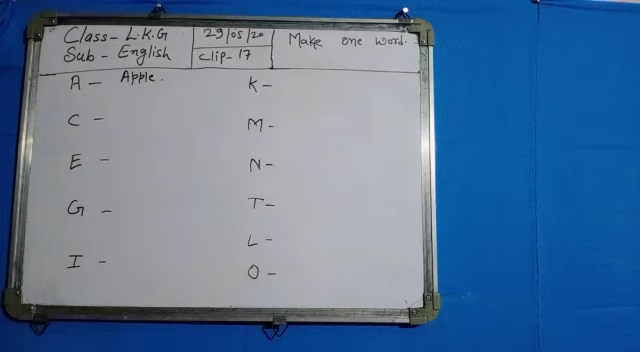 Class- L.K.G
Sub - English
29/05/20
Clip- 17
Make one word.
A - Apple.
C -
E -
G -
I -
K -
M -
N -
T -
L -
O -